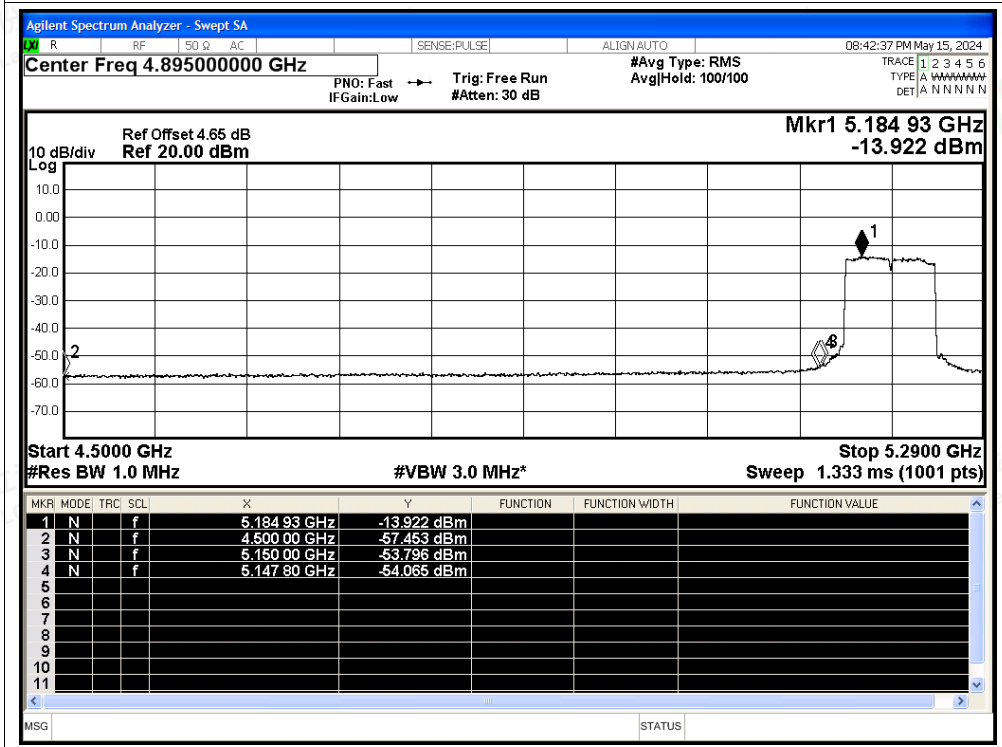 Agilent Spectrum Analyzer - Swept SA
LXI R RF 50 Ω AC SENSE:PULSE ALIGN AUTO 08:42:37 PM May 15, 2024
Center Freq 4.895000000 GHz #Avg Type: RMS TRACE 1 2 3 4 5 6
PNO: Fast Trig: Free Run Avg|Hold: 100/100 TYPE A WWWWW
IFGain:Low #Atten: 30 dB DET A N N N N N
Mkr1 5.184 93 GHz
Ref Offset 4.65 dB
10 dB/div Ref 20.00 dBm -13.922 dBm
Log
10.0
0.00
1
-10.0
-20.0
-30.0
-40.0
2 4 3
-50.0
-60.0
-70.0
Start 4.5000 GHz Stop 5.2900 GHz
#Res BW 1.0 MHz #VBW 3.0 MHz* Sweep 1.333 ms (1001 pts)
MKR MODE TRC SCL X Y FUNCTION FUNCTION WIDTH FUNCTION VALUE
1 N f 5.184 93 GHz -13.922 dBm
2 N f 4.500 00 GHz -57.453 dBm
3 N f 5.150 00 GHz -53.796 dBm
4 N f 5.147 80 GHz -54.065 dBm
5
6
7
8
9
10
11
MSG STATUS